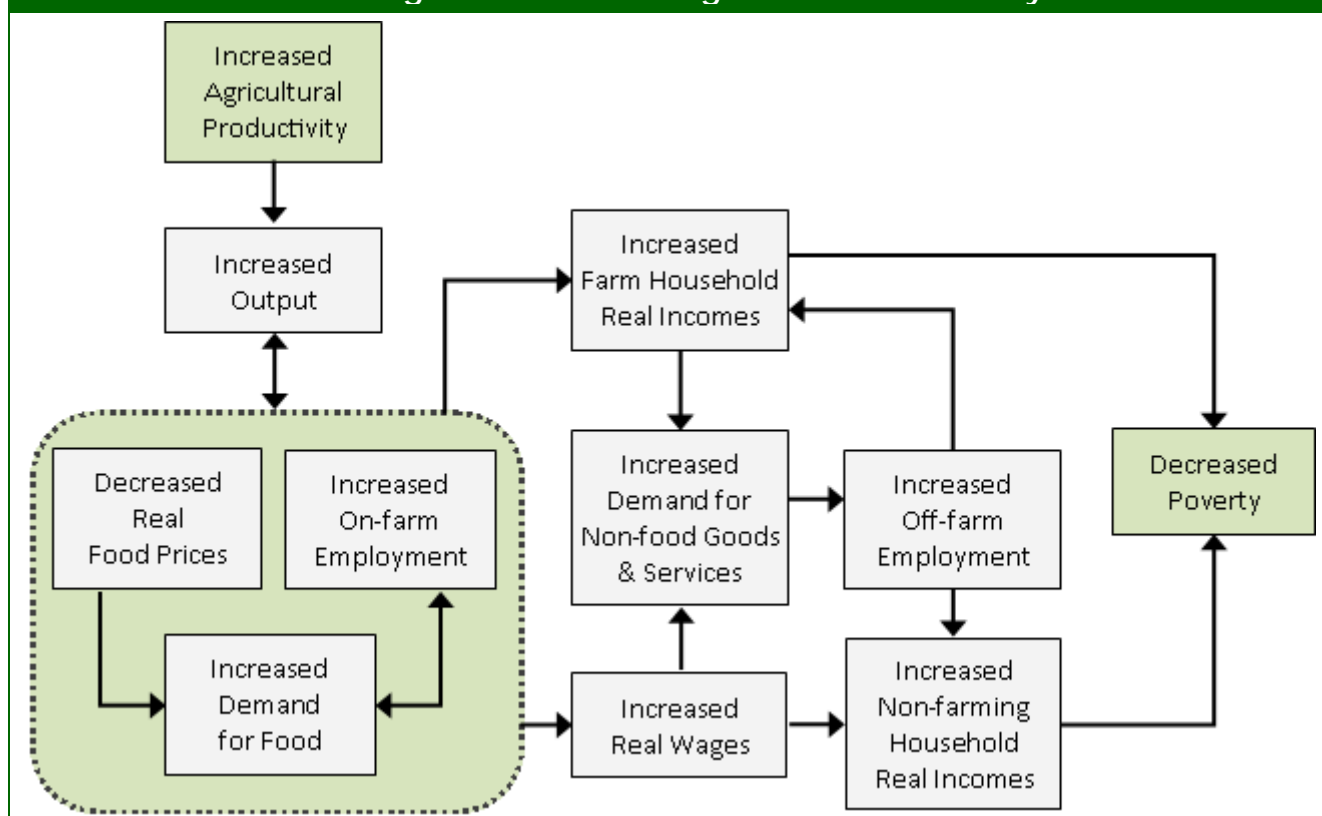 Increased
Agricultural
Productivity
Increased
Output
Decreased
Real
Food Prices
Increased
On-farm
Employment
Increased
Demand
for Food
Increased
Farm Household
Real Incomes
Increased
Demand for
Non-food Goods
& Services
Increased
Real Wages
Increased
Off-farm
Employment
Increased
Non-farming
Household
Real Incomes
Decreased
Poverty